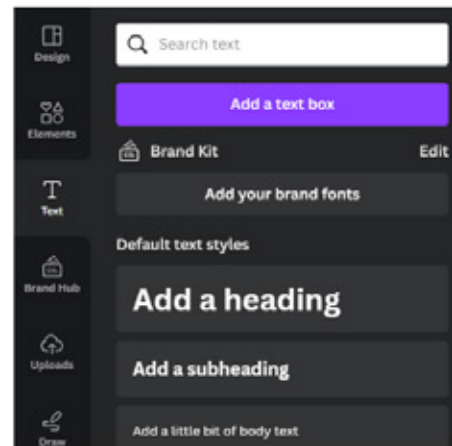 Design
Elements
Text
Brand Hub
Uploads
Draw
Search text
Add a text box
Brand Kit Edit
Add your brand fonts
Default text styles
Add a heading
Add a subheading
Add a little bit of body text